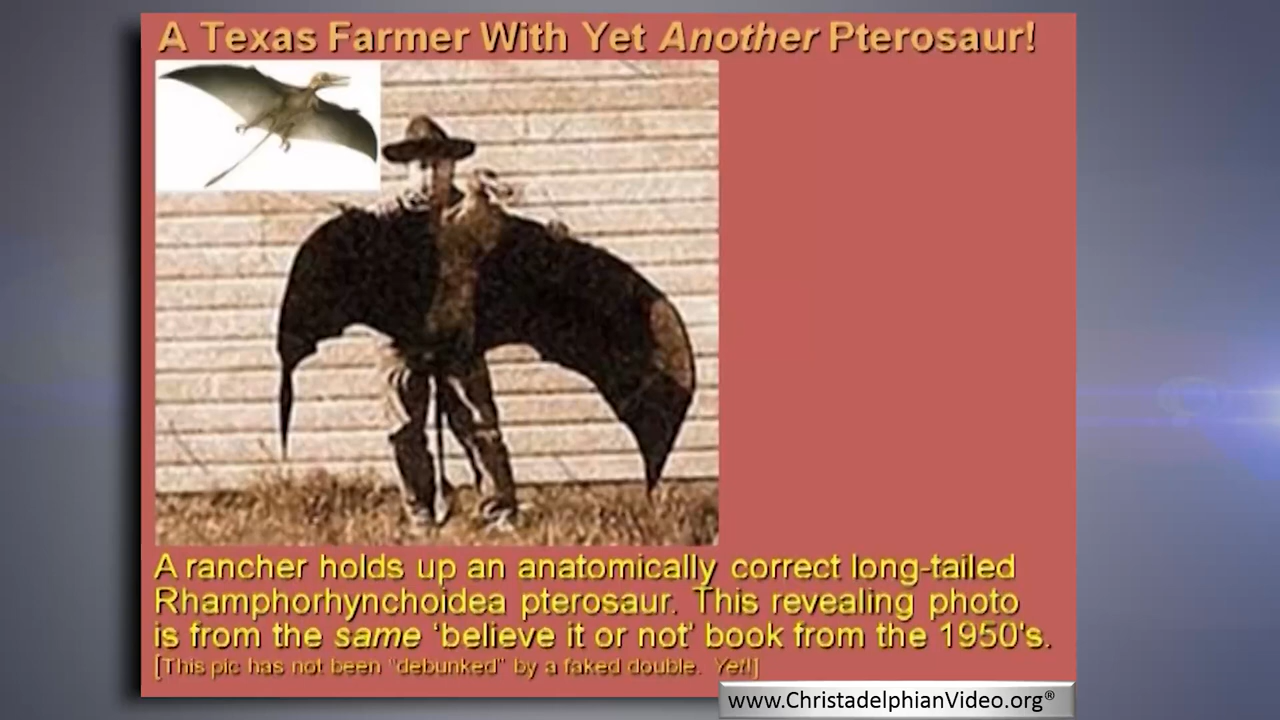 A Texas Farmer With Yet Another Pterosaur!
A rancher holds up an anatomically correct long-tailed
Rhamphorhynchoidea pterosaur. This revealing photo
is from the same 'believe it or not' book from the 1950's.
[This pic has not been "debunked" by a faked double. Yet!]
www.ChristadelphianVideo.org®